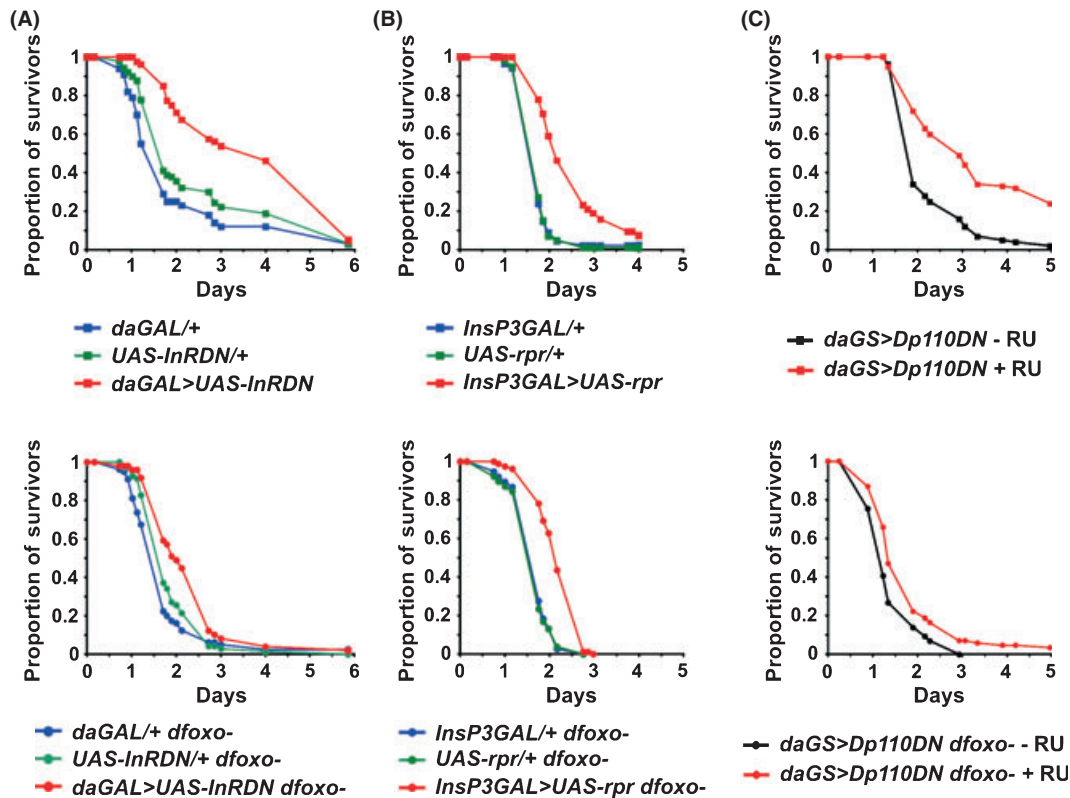 (A)
Proportion of survivors
1
0.8
0.6
0.4
0.2
0
0 1 2 3 4 5 6
Days
daGAL/+
UAS-InRDN/+
daGAL>UAS-InRDN
(B)
Proportion of survivors
1
0.8
0.6
0.4
0.2
0
0 1 2 3 4 5
Days
InsP3GAL/+
UAS-rpr/+
InsP3GAL>UAS-rpr
(C)
Proportion of survivors
1
0.8
0.6
0.4
0.2
0
0 1 2 3 4 5
Days
daGS>Dp110DN - RU
daGS>Dp110DN + RU
Proportion of survivors
1
0.8
0.6
0.4
0.2
0
0 1 2 3 4 5 6
Days
daGAL/+ dfoxo-
UAS-InRDN/+ dfoxo-
daGAL>UAS-InRDN dfoxo-
Proportion of survivors
1
0.8
0.6
0.4
0.2
0
0 1 2 3 4 5
Days
InsP3GAL/+ dfoxo-
UAS-rpr/+ dfoxo-
InsP3GAL>UAS-rpr dfoxo-
Proportion of survivors
1
0.8
0.6
0.4
0.2
0
0 1 2 3 4 5
Days
daGS>Dp110DN dfoxo- - RU
daGS>Dp110DN dfoxo- + RU